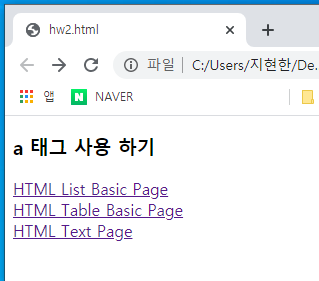 hw2.html
파일 C:/Users/지현한/De...
앱 NAVER
a 태그 사용 하기
HTML List Basic Page
HTML Table Basic Page
HTML Text Page